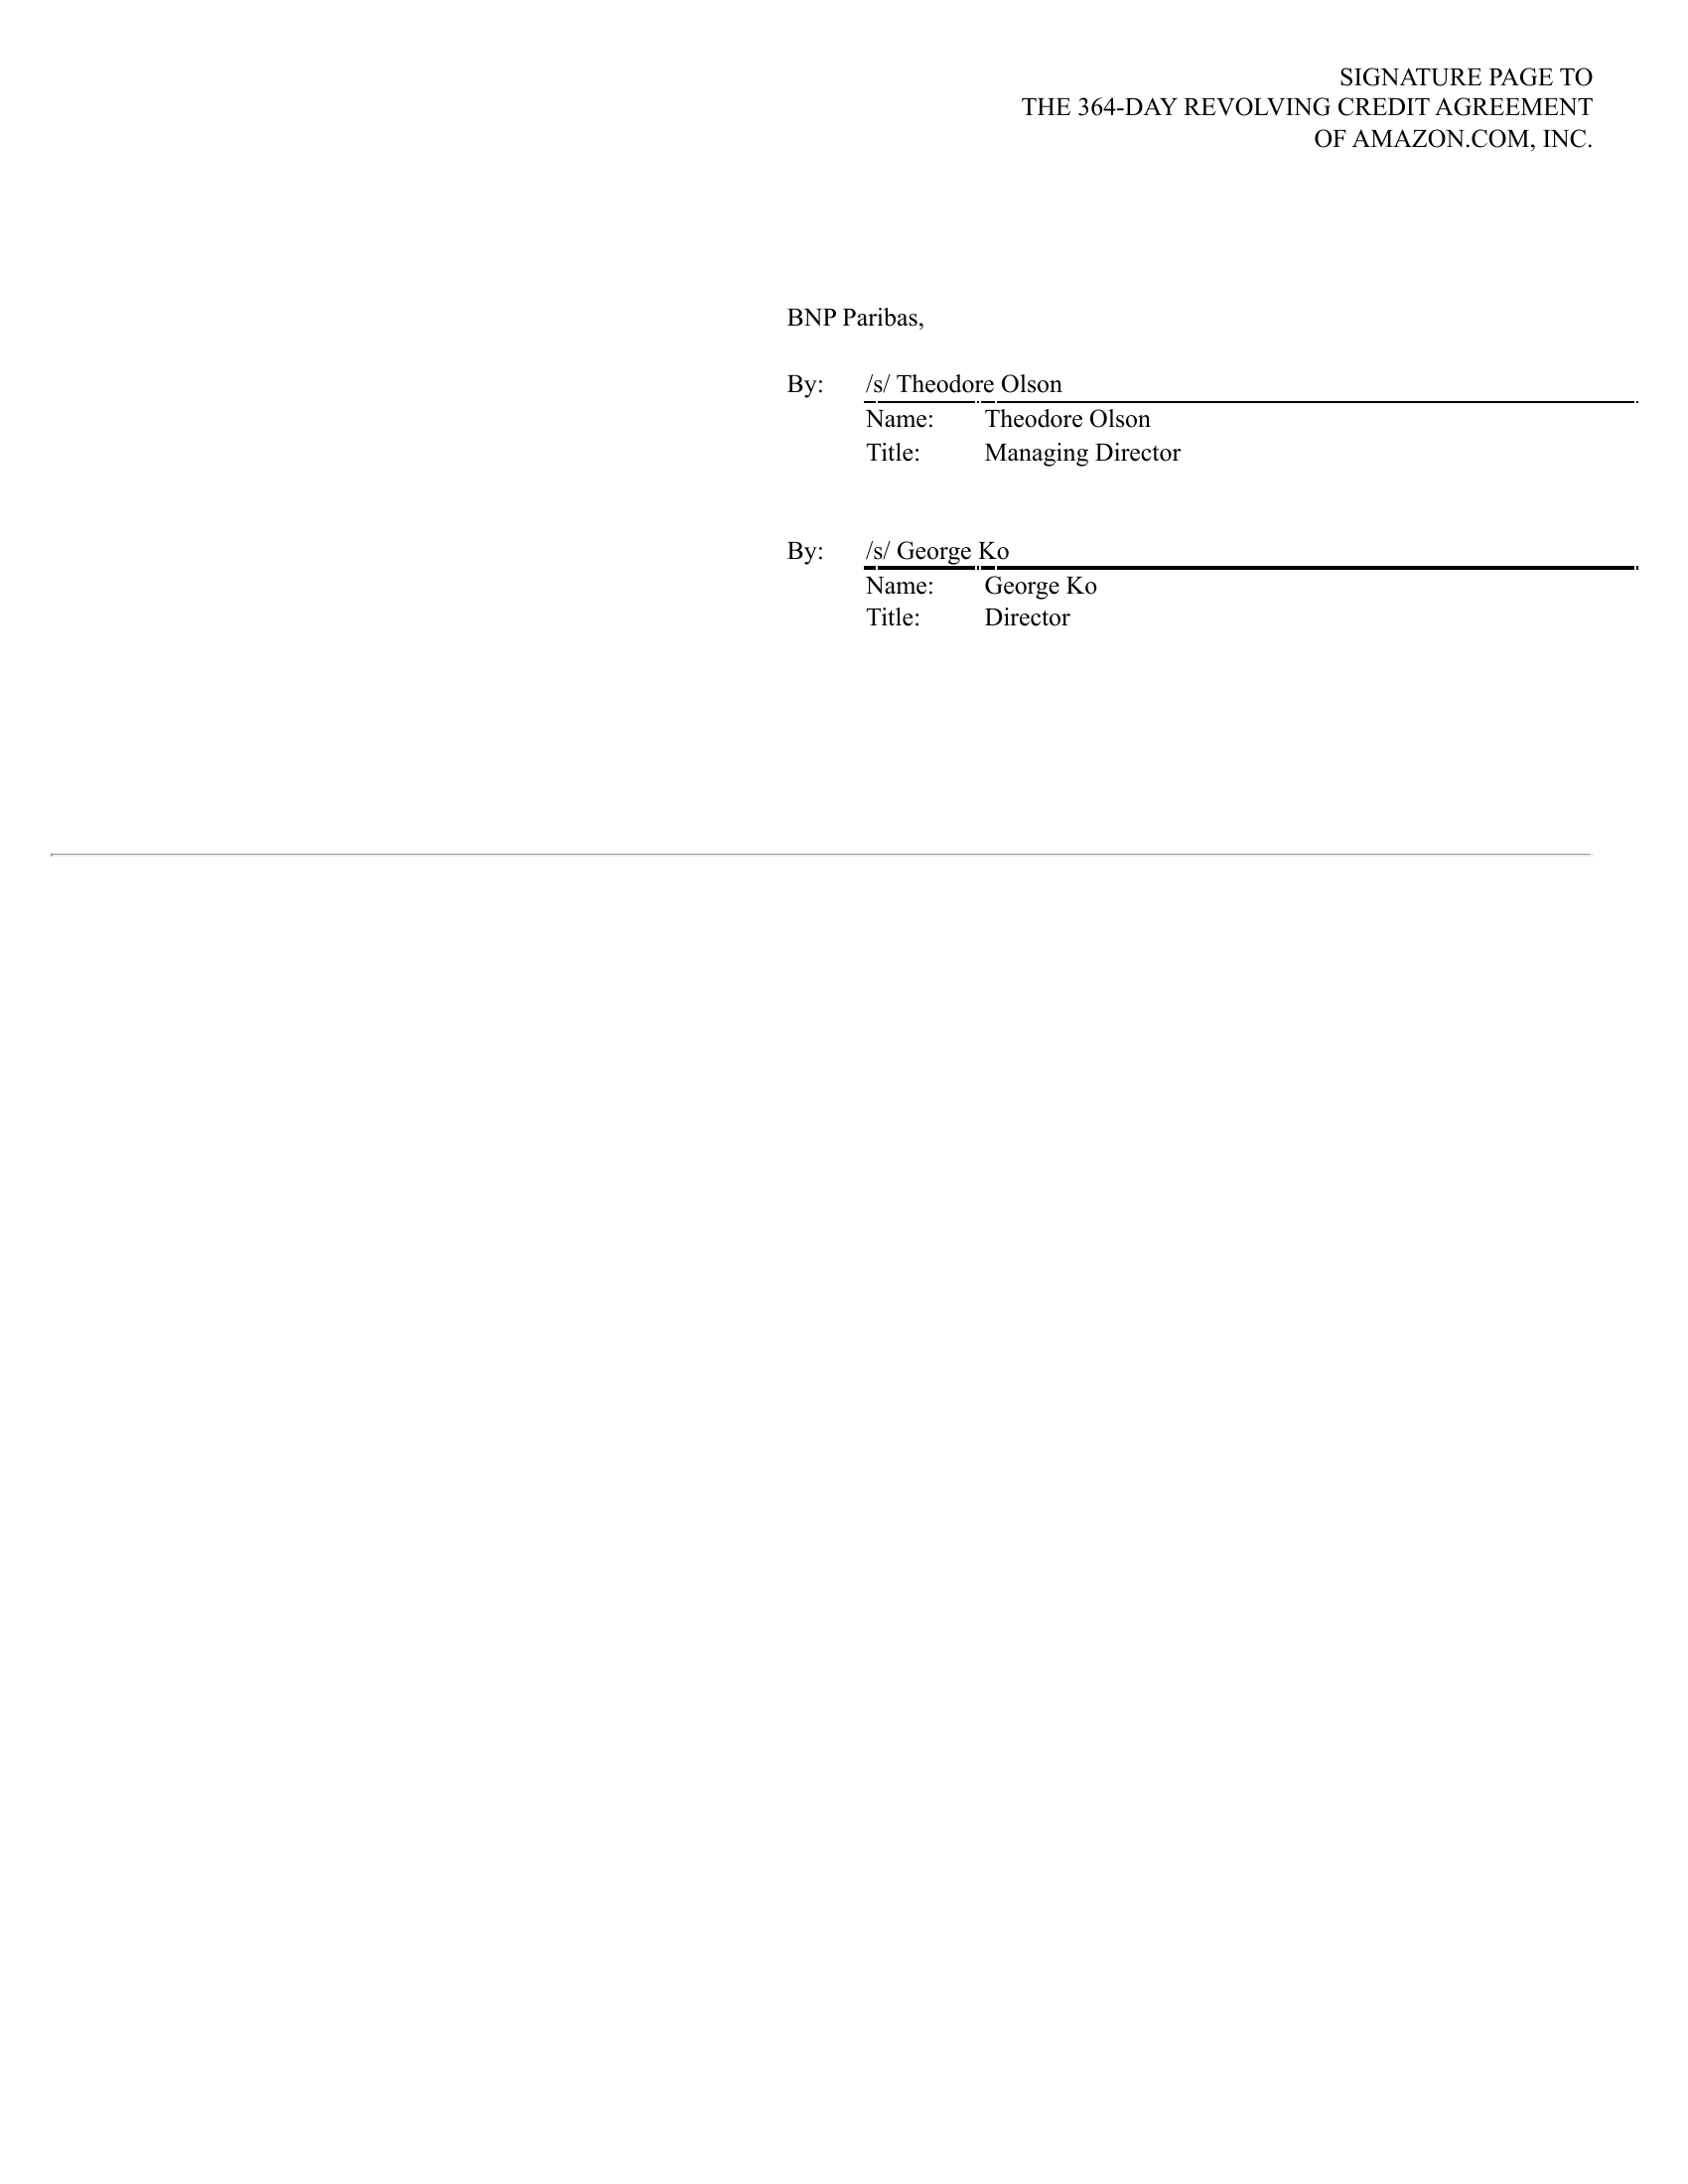 SIGNATURE PAGE TO
THE 364-DAY REVOLVING CREDIT AGREEMENT
OF AMAZON.COM, INC.
BNP Paribas,
By: /s/ Theodore Olson
Name: Theodore Olson
Title: Managing Director
By: /s/ George Ko
Name: George Ko
Title: Director